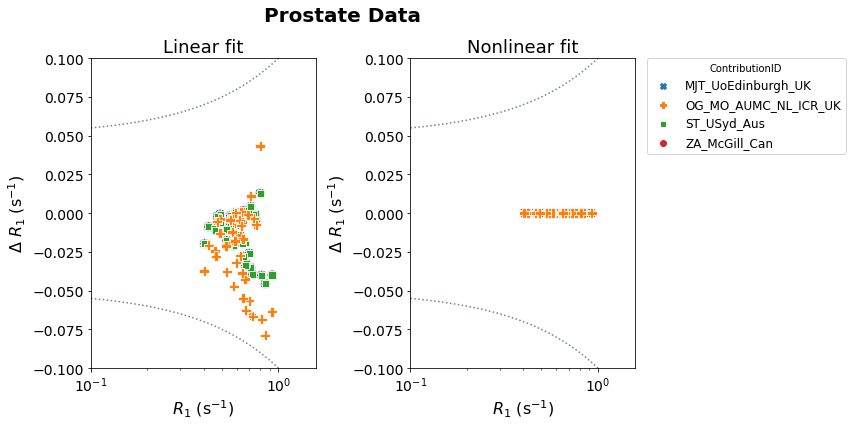 Prostate Data
Linear fit
0.100
0.075
0.050
0.025
0.000
−0.025
−0.050
−0.075
−0.100
Δ R₁ (s⁻¹)
10⁻¹ 10⁰
R₁ (s⁻¹)
Nonlinear fit
0.100
0.075
0.050
0.025
0.000
−0.025
−0.050
−0.075
−0.100
Δ R₁ (s⁻¹)
10⁻¹ 10⁰
R₁ (s⁻¹)
ContributionID
MJT_UoEdinburgh_UK
OG_MO_AUMC_NL_ICR_UK
ST_USyd_Aus
ZA_McGill_Can